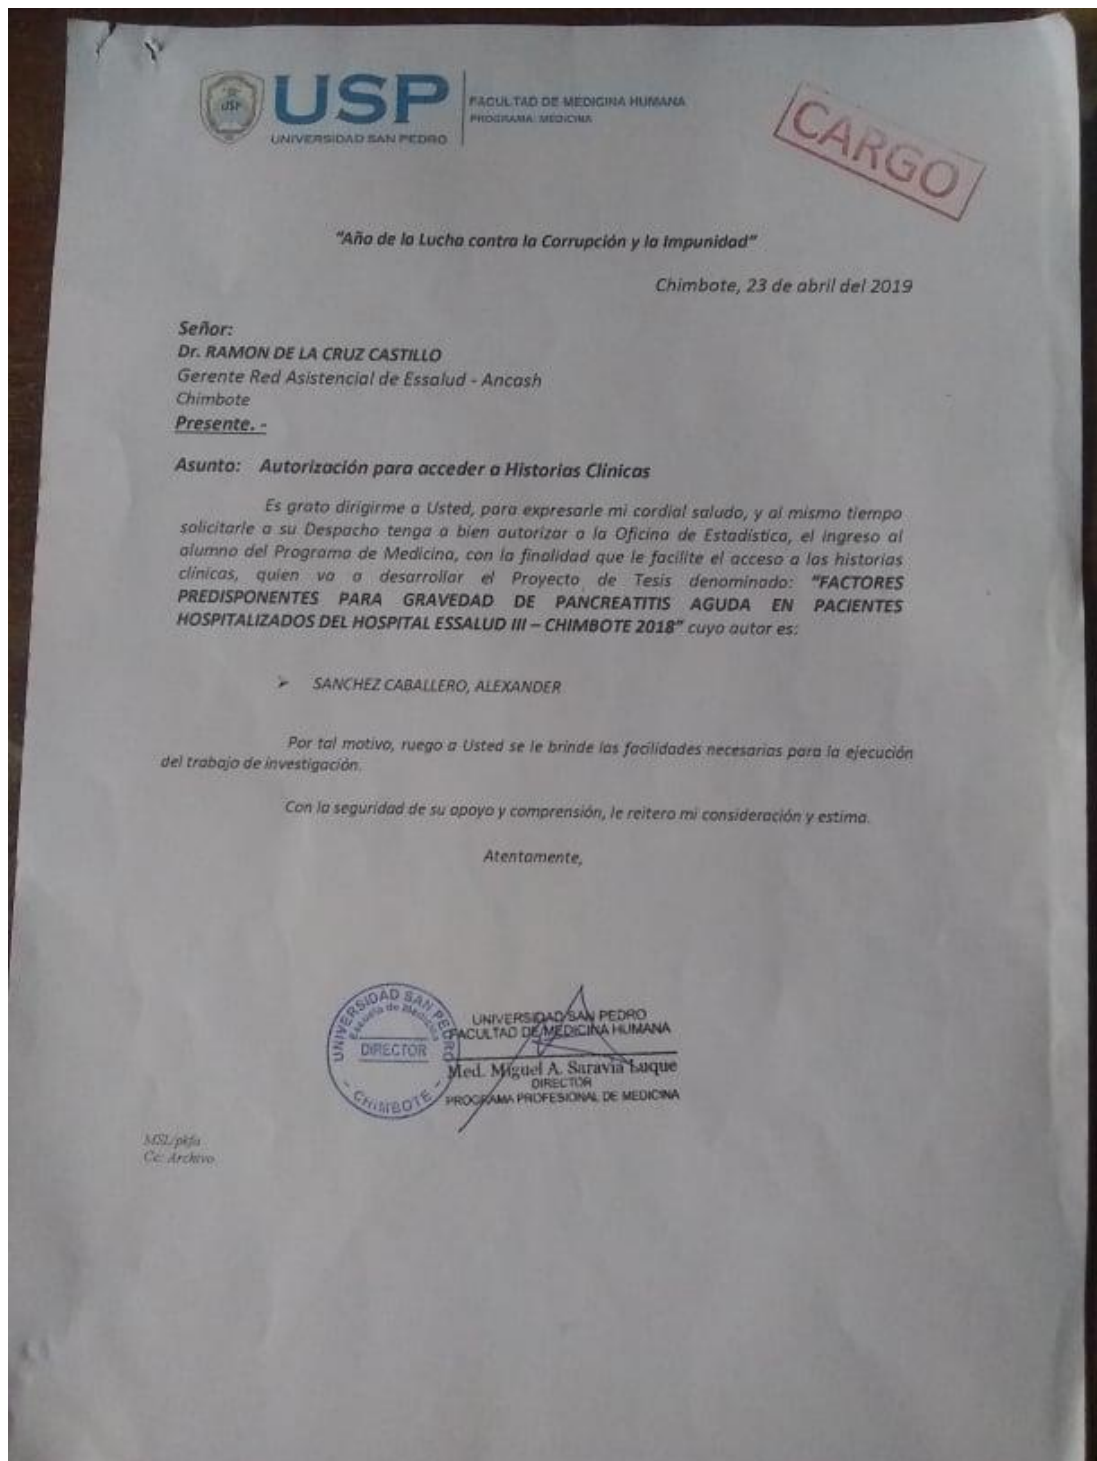 USP
USP
UNIVERSIDAD SAN PEDRO
FACULTAD DE MEDICINA HUMANA
PROGRAMA: MEDICINA
CARGO
"Año de la Lucha contra la Corrupción y la Impunidad"
Chimbote, 23 de abril del 2019
Señor:
Dr. RAMON DE LA CRUZ CASTILLO
Gerente Red Asistencial de Essalud - Ancash
Chimbote
Presente. -
Asunto: Autorización para acceder a Historias Clínicas
Es grato dirigirme a Usted, para expresarle mi cordial saludo, y al mismo tiempo
solicitarle a su Despacho tenga a bien autorizar a la Oficina de Estadística, el ingreso al
alumno del Programa de Medicina, con la finalidad que le facilite el acceso a las historias
clínicas, quien va a desarrollar el Proyecto de Tesis denominado: "FACTORES
PREDISPONENTES PARA GRAVEDAD DE PANCREATITIS AGUDA EN PACIENTES
HOSPITALIZADOS DEL HOSPITAL ESSALUD III – CHIMBOTE 2018" cuyo autor es:
➢ SANCHEZ CABALLERO, ALEXANDER
Por tal motivo, ruego a Usted se le brinde las facilidades necesarias para la ejecución
del trabajo de investigación.
Con la seguridad de su apoyo y comprensión, le reitero mi consideración y estima.
Atentamente,
UNIVERSIDAD SAN PEDRO
Escuela de Medicina
DIRECTOR
- CHIMBOTE -
UNIVERSIDAD SAN PEDRO
FACULTAD DE MEDICINA HUMANA
Med. Miguel A. Saravia Luque
DIRECTOR
PROGRAMA PROFESIONAL DE MEDICINA
MSL/pkfa
Cc: Archivo